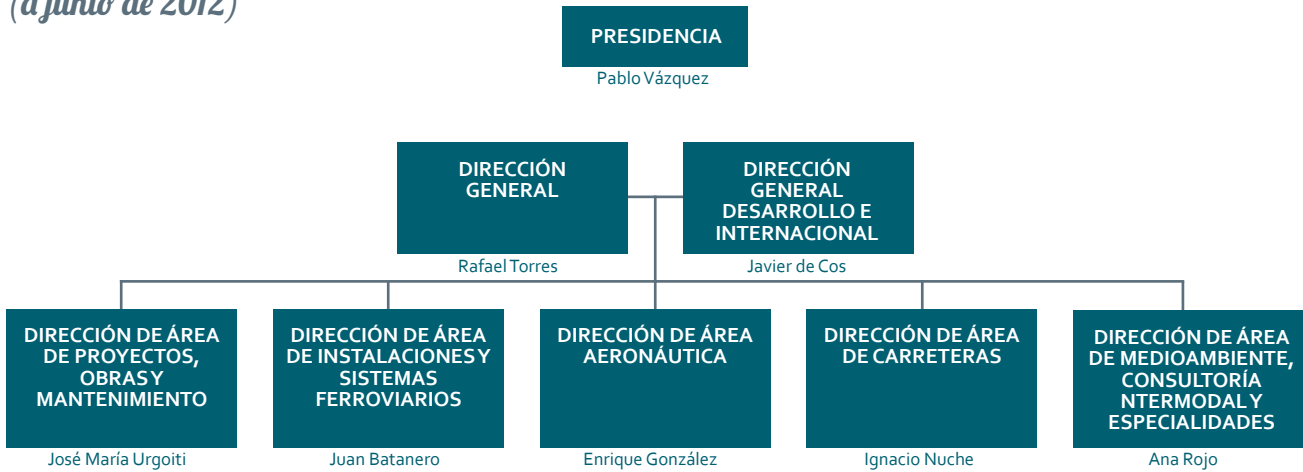 (a junio de 2012)
PRESIDENCIA
Pablo Vázquez
DIRECCIÓN
GENERAL
Rafael Torres
DIRECCIÓN
GENERAL
DESARROLLO E
INTERNACIONAL
Javier de Cos
DIRECCIÓN DE ÁREA
DE PROYECTOS,
OBRAS Y
MANTENIMIENTO
José María Urgoiti
DIRECCIÓN DE ÁREA
DE INSTALACIONES Y
SISTEMAS
FERROVIARIOS
Juan Batanero
DIRECCIÓN DE ÁREA
AERONÁUTICA
Enrique González
DIRECCIÓN DE ÁREA
DE CARRETERAS
Ignacio Nuche
DIRECCIÓN DE ÁREA
DE MEDIOAMBIENTE,
CONSULTORÍA
NTERMODAL Y
ESPECIALIDADES
Ana Rojo